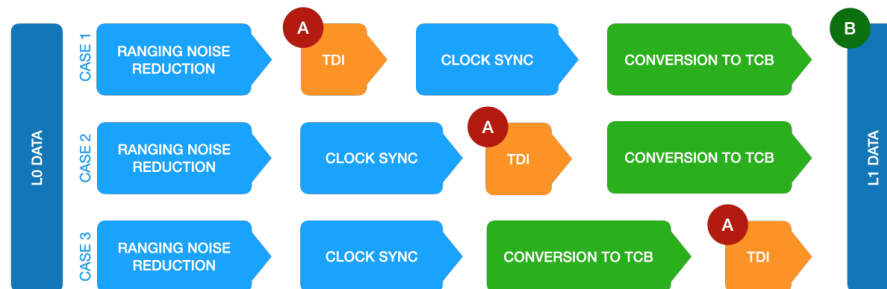 L0 DATA
CASE 1
RANGING NOISE
REDUCTION
A
TDI
CLOCK SYNC
CONVERSION TO TCB
B
L1 DATA
CASE 2
RANGING NOISE
REDUCTION
CLOCK SYNC
A
TDI
CONVERSION TO TCB
CASE 3
RANGING NOISE
REDUCTION
CLOCK SYNC
CONVERSION TO TCB
A
TDI